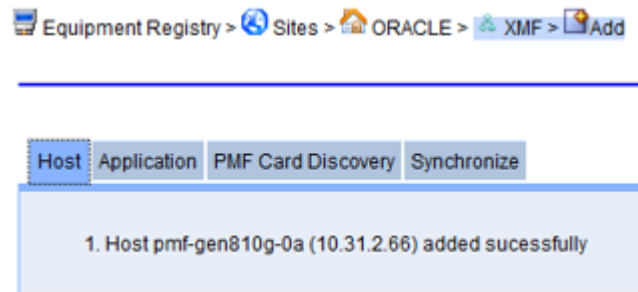 Equipment Registry > Sites > ORACLE > XMF > Add
Host Application PMF Card Discovery Synchronize
1. Host pmf-gen810g-0a (10.31.2.66) added sucessfully